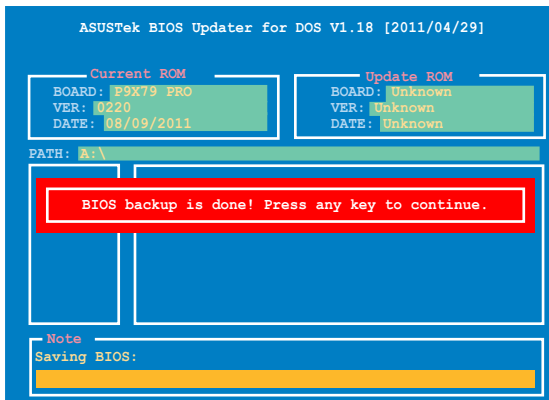 ASUSTek BIOS Updater for DOS V1.18 [2011/04/29]
Current ROM
BOARD: P9X79 PRO
VER: 0220
DATE: 08/09/2011
Update ROM
BOARD: Unknown
VER: Unknown
DATE: Unknown
PATH: A:\
BIOS backup is done! Press any key to continue.
Note
Saving BIOS: